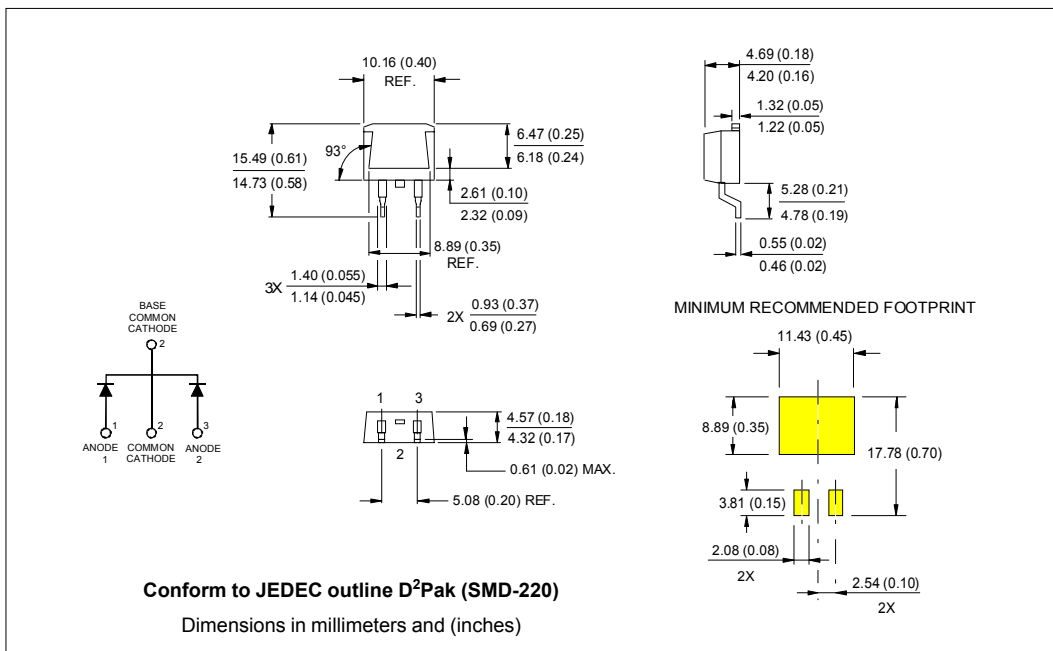 10.16 (0.40)
REF.
15.49 (0.61)
14.73 (0.58)
93°
6.47 (0.25)
6.18 (0.24)
2.61 (0.10)
2.32 (0.09)
8.89 (0.35)
REF.
3X
1.40 (0.055)
1.14 (0.045)
2X
0.93 (0.37)
0.69 (0.27)
4.69 (0.18)
4.20 (0.16)
1.32 (0.05)
1.22 (0.05)
5.28 (0.21)
4.78 (0.19)
0.55 (0.02)
0.46 (0.02)
BASE
COMMON
CATHODE
2
1
2
3
ANODE
1
COMMON
CATHODE
ANODE
2
1
3
2
4.57 (0.18)
4.32 (0.17)
0.61 (0.02) MAX.
5.08 (0.20) REF.
MINIMUM RECOMMENDED FOOTPRINT
11.43 (0.45)
8.89 (0.35)
17.78 (0.70)
3.81 (0.15)
2.08 (0.08)
2X
2.54 (0.10)
2X
Conform to JEDEC outline D²Pak (SMD-220)
Dimensions in millimeters and (inches)